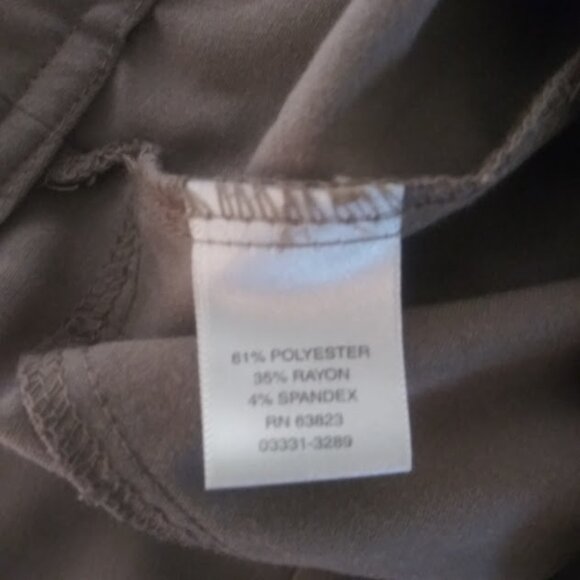 61% POLYESTER
35% RAYON
4% SPANDEX
RN 63823
03331-3289